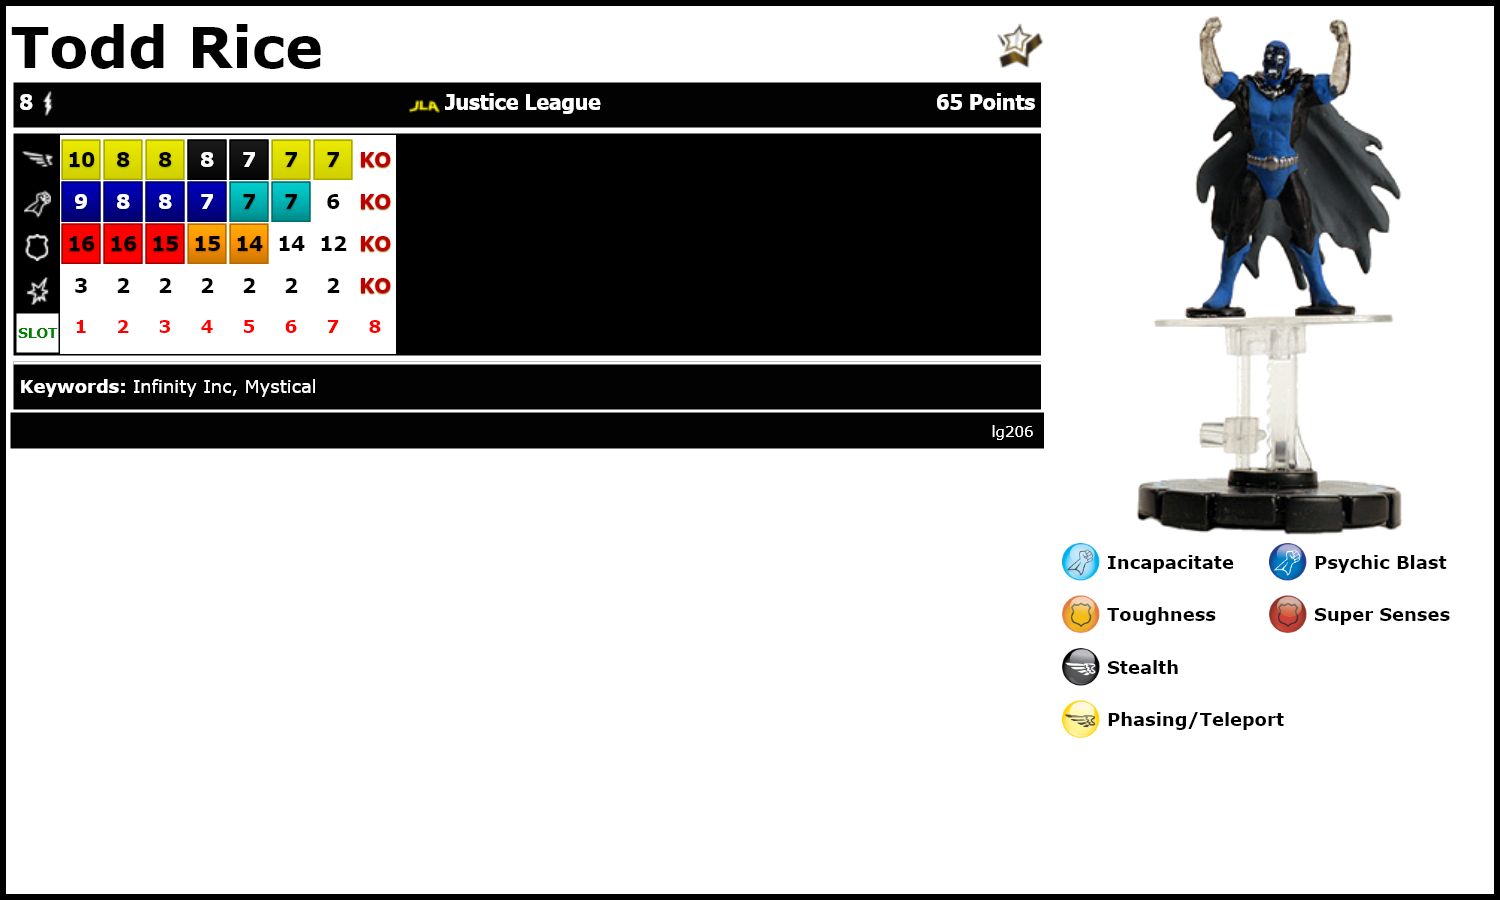 Todd Rice
8 JLA Justice League 65 Points
10 8 8 8 7 7 7 KO
9 8 8 7 7 7 6 KO
16 16 15 15 14 14 12 KO
3 2 2 2 2 2 2 KO
SLOT 1 2 3 4 5 6 7 8
Keywords: Infinity Inc, Mystical
lg206
Incapacitate Psychic Blast
Toughness Super Senses
Stealth
Phasing/Teleport